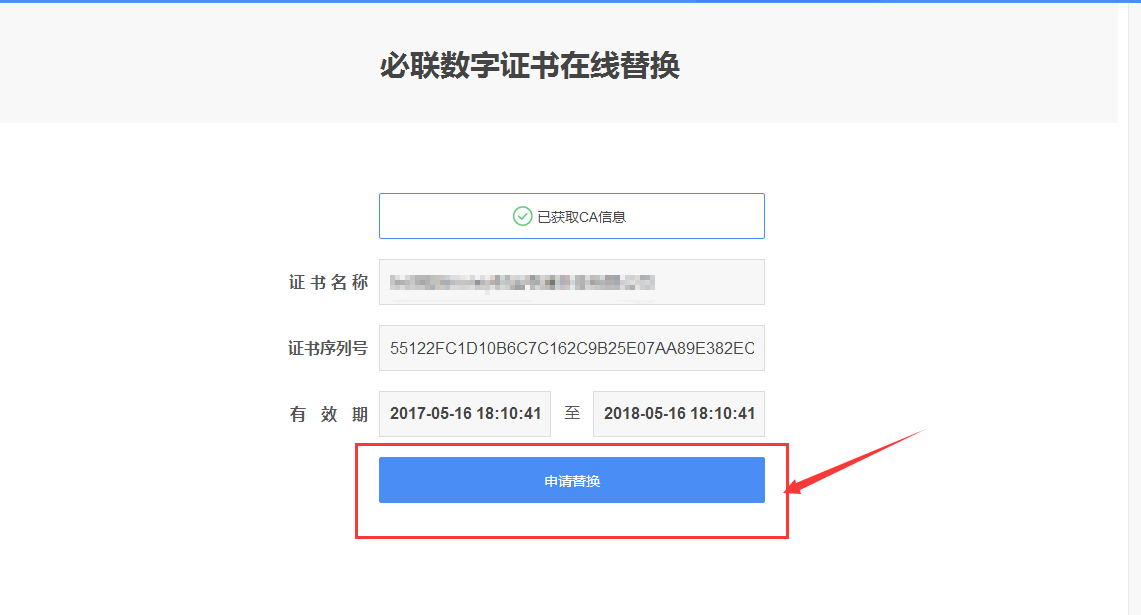 必联数字证书在线替换
已获取CA信息
证书名称
证书序列号 55122FC1D10B6C7C162C9B25E07AA89E382EC
有效期 2017-05-16 18:10:41 至 2018-05-16 18:10:41
申请替换